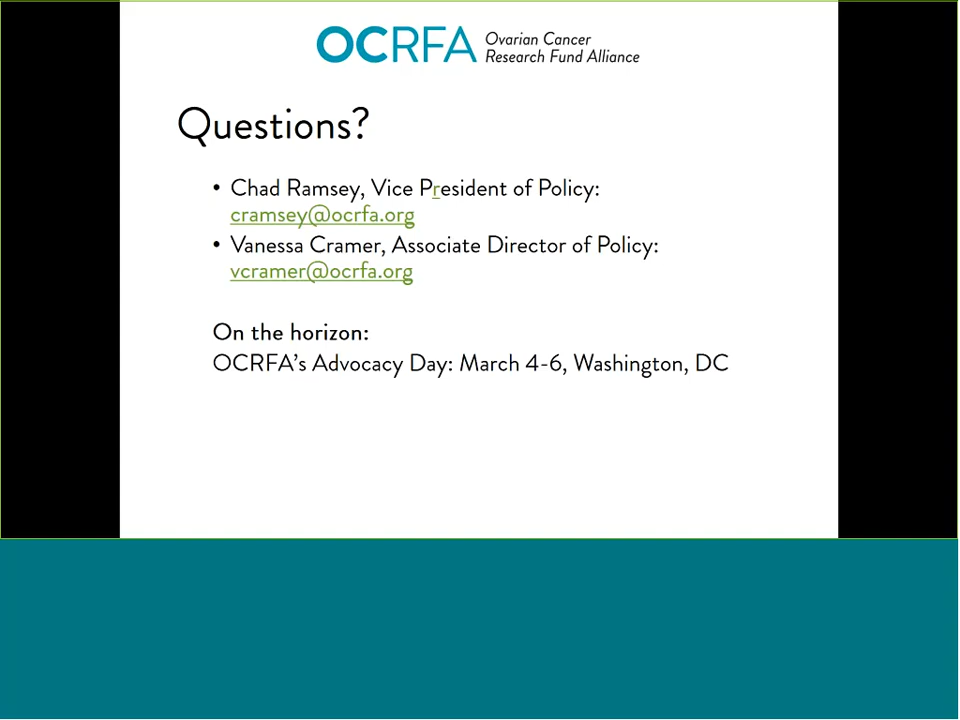 OCRFA Ovarian Cancer
Research Fund Alliance
Questions?
• Chad Ramsey, Vice President of Policy:
cramsey@ocrfa.org
• Vanessa Cramer, Associate Director of Policy:
vcramer@ocrfa.org
On the horizon:
OCRFA's Advocacy Day: March 4-6, Washington, DC